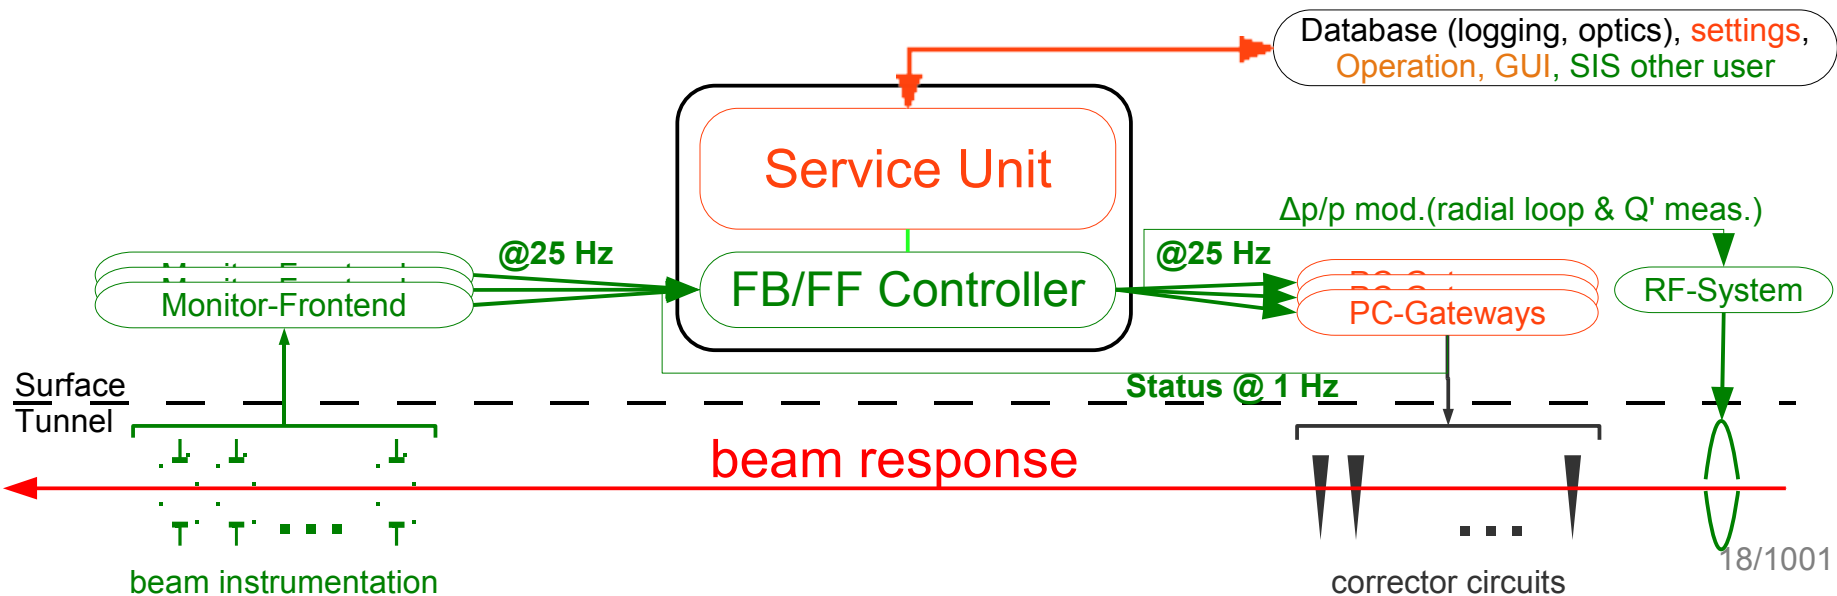 Database (logging, optics), settings,
Operation, GUI, SIS other user
Service Unit
Δp/p mod.(radial loop & Q' meas.)
@25 Hz
@25 Hz
FB/FF Controller
Monitor-Frontend
PC-Gateways
RF-System
Surface
Status @ 1 Hz
Tunnel
beam response
18/1001
beam instrumentation
corrector circuits